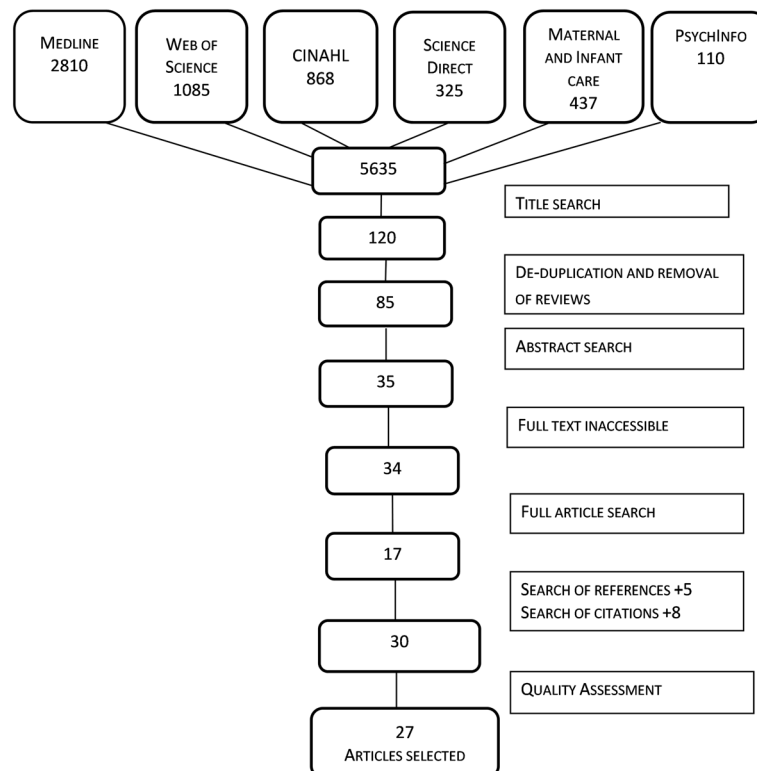 MEDLINE
2810
WEB OF
SCIENCE
1085
CINAHL
868
SCIENCE
DIRECT
325
MATERNAL
AND INFANT
CARE
437
PSYCHINFO
110
5635
TITLE SEARCH
120
DE-DUPLICATION AND REMOVAL
OF REVIEWS
85
ABSTRACT SEARCH
35
FULL TEXT INACCESSIBLE
34
FULL ARTICLE SEARCH
17
SEARCH OF REFERENCES +5
SEARCH OF CITATIONS +8
30
QUALITY ASSESSMENT
27
ARTICLES SELECTED